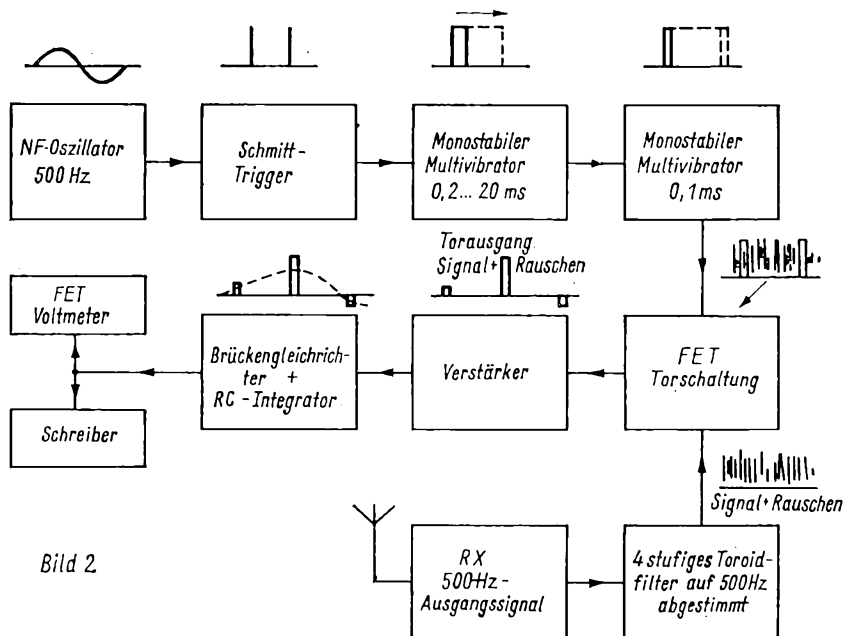 NF-Oszillator
500 Hz
Schmitt-
Trigger
Monostabiler
Multivibrator
0,2... 20 ms
Monostabiler
Multivibrator
0,1 ms
FET
Voltmeter
Schreiber
Brückengleichrich-
ter +
RC-Integrator
Torausgang
Signal + Rauschen
Verstärker
FET
Torschaltung
Signal + Rauschen
RX
500Hz-
Ausgangssignal
4 stufiges Toroid-
filter auf 500Hz
abgestimmt
Bild 2